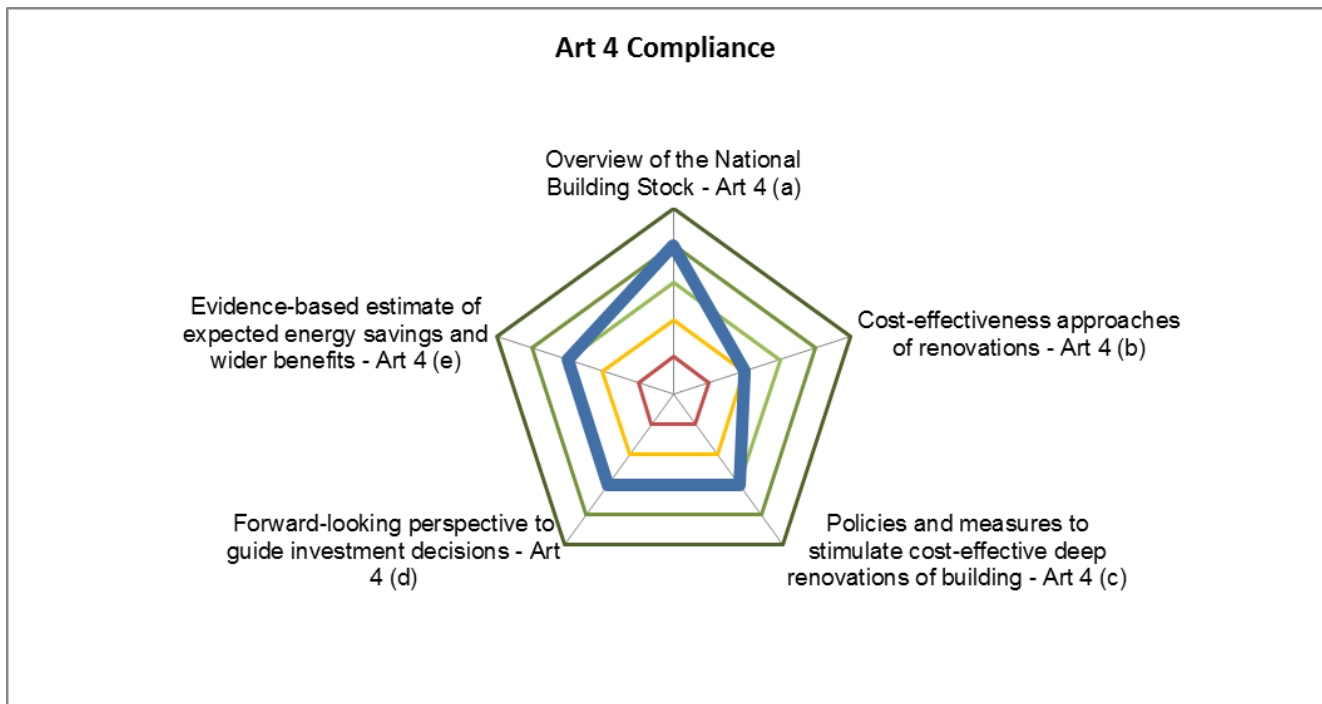 Art 4 Compliance
Overview of the National
Building Stock - Art 4 (a)
Cost-effectiveness approaches
of renovations - Art 4 (b)
Policies and measures to
stimulate cost-effective deep
renovations of building - Art 4 (c)
Forward-looking perspective to
guide investment decisions - Art
4 (d)
Evidence-based estimate of
expected energy savings and
wider benefits - Art 4 (e)